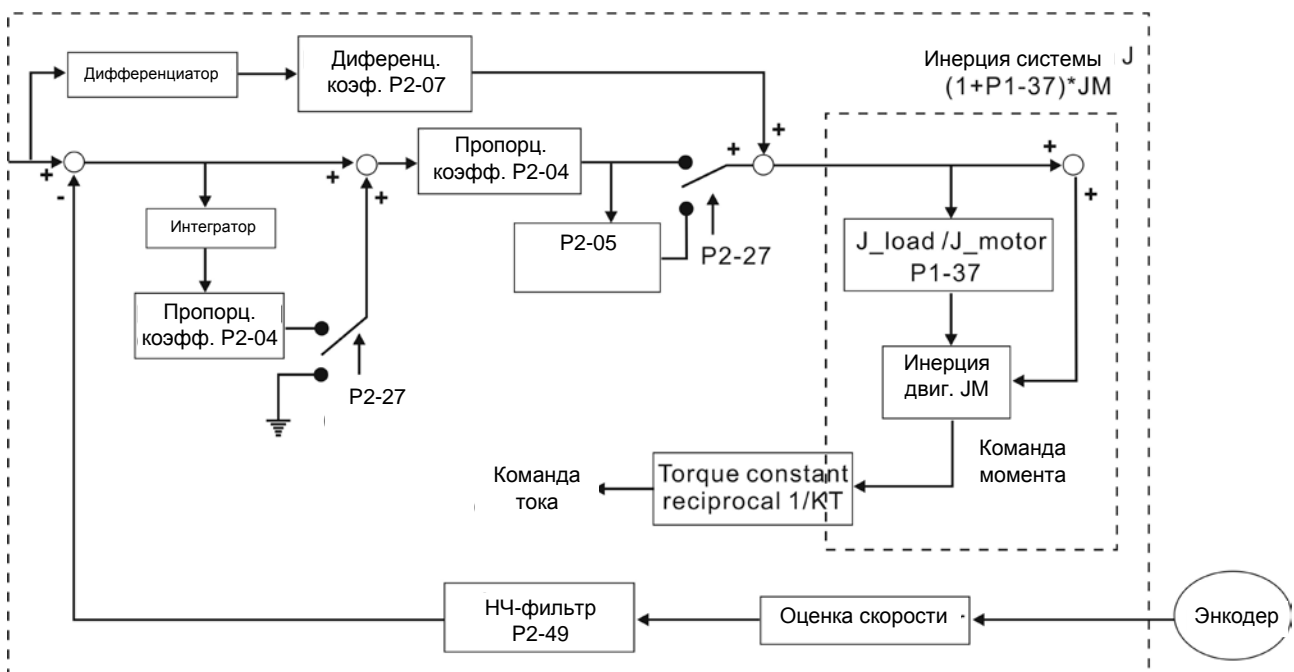 Дифференциатор
Диференц.
коэф. P2-07
Инерция системы J
(1+P1-37)*JM
+
+
-
+
+
Пропорц.
коэфф. P2-04
+
+
+
+
Интегратор
P2-05
P2-27
J_load /J_motor
P1-37
Пропорц.
коэфф. P2-04
P2-27
Инерция
двиг. JM
Команда
тока
Torque constant
reciprocal 1/KT
Команда
момента
НЧ-фильтр
P2-49
Оценка скорости
Энкодер